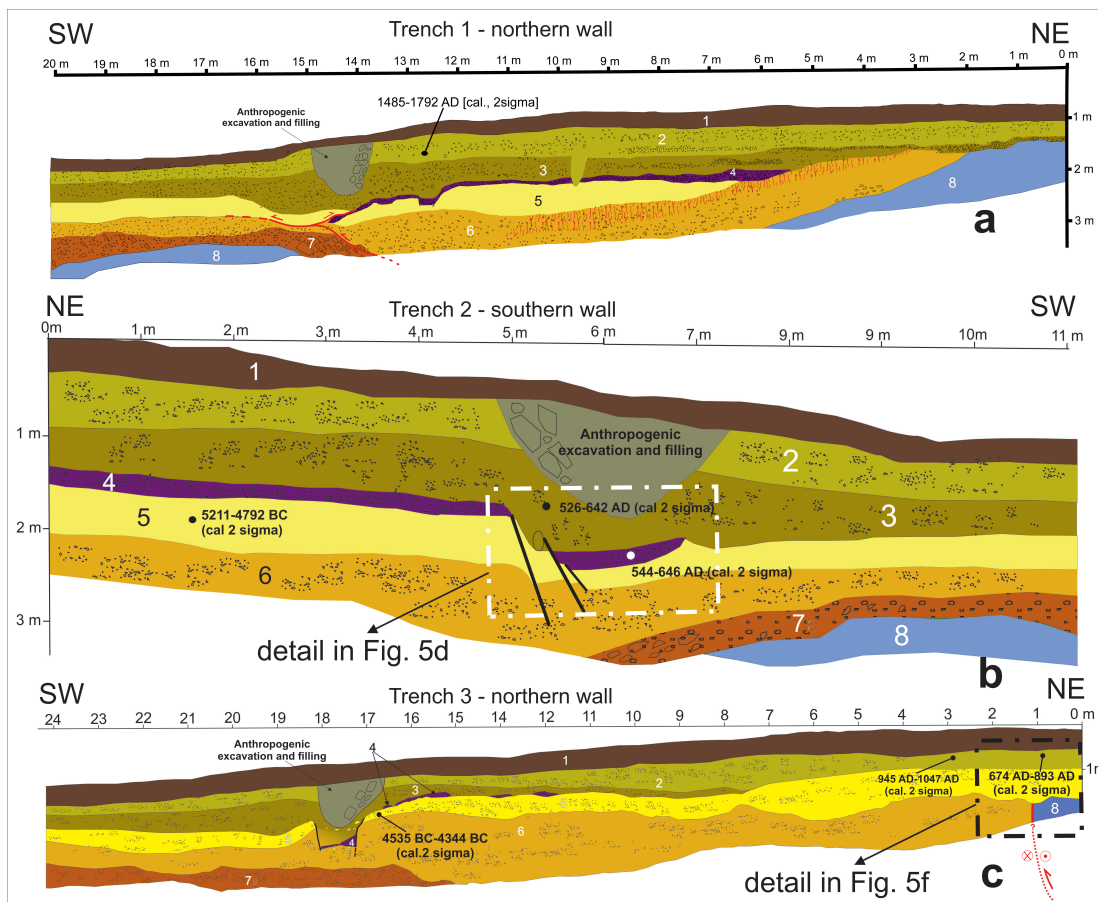 SW
Trench 1 - northern wall
NE
20 m 19 m 18 m 17 m 16 m 15 m 14 m 13 m 12 m 11 m 10 m 9 m 8 m 7 m 6 m 5 m 4 m 3 m 2 m 1 m 0 m
1485-1792 AD [cal., 2sigma]
Anthropogenic
excavation and filling
1
1 m
2
3
4
2 m
5
8
6
a
3 m
7
8
NE
Trench 2 - southern wall
SW
0m 1 m 2 m 3 m 4 m 5 m 6 m 7 m 9 m 9 m 10m 11 m
1
1 m
Anthropogenic
excavation and filling
2
4
3
5
5211-4792 BC
(cal 2 sigma)
526-642 AD (cal 2 sigma)
2 m
544-646 AD (cal. 2 sigma)
6
3 m
7
8
detail in Fig. 5d
b
SW
Trench 3 - northern wall
NE
24 23 22 21 20 19 18 17 16 15 14 13 12 11 10 9 8 7 6 5 4 3 2 1 0 m
Anthropogenic
excavation and filling
4
1
1m
2
3
945 AD-1047 AD
(cal. 2 sigma)
674 AD-893 AD
(cal. 2 sigma)
5
8
4535 BC-4344 BC
(cal.2 sigma)
6
5
4
7
detail in Fig. 5f
c